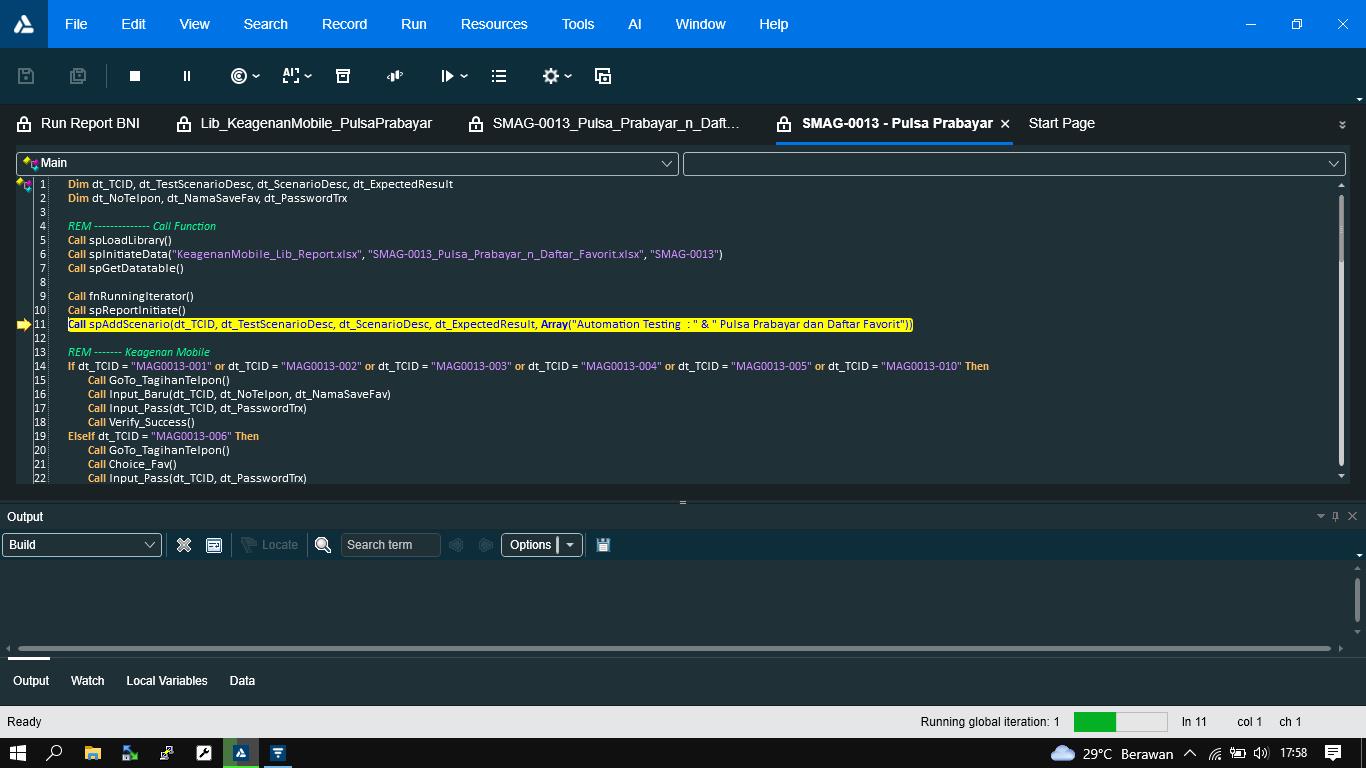 File Edit View Search Record Run Resources Tools AI Window Help
Run Report BNI Lib_KeagenanMobile_PulsaPrabayar SMAG-0013_Pulsa_Prabayar_n_Daft... SMAG-0013 - Pulsa Prabayar Start Page
Main
1 Dim dt_TCID, dt_TestScenarioDesc, dt_ScenarioDesc, dt_ExpectedResult
2 Dim dt_NoTelpon, dt_NamaSaveFav, dt_PasswordTrx
3
4 REM -------------- Call Function
5 Call spLoadLibrary()
6 Call spInitiateData("KeagenanMobile_Lib_Report.xlsx", "SMAG-0013_Pulsa_Prabayar_n_Daftar_Favorit.xlsx", "SMAG-0013")
7 Call spGetDatatable()
8
9 Call fnRunningIterator()
10 Call spReportInitiate()
11 Call spAddScenario(dt_TCID, dt_TestScenarioDesc, dt_ScenarioDesc, dt_ExpectedResult, Array("Automation Testing  : " & " Pulsa Prabayar dan Daftar Favorit"))
12
13 REM ------- Keagenan Mobile
14 If dt_TCID = "MAG0013-001" or dt_TCID = "MAG0013-002" or dt_TCID = "MAG0013-003" or dt_TCID = "MAG0013-004" or dt_TCID = "MAG0013-005" or dt_TCID = "MAG0013-010" Then
15 Call GoTo_TagihanTelpon()
16 Call Input_Baru(dt_TCID, dt_NoTelpon, dt_NamaSaveFav)
17 Call Input_Pass(dt_TCID, dt_PasswordTrx)
18 Call Verify_Success()
19 ElseIf dt_TCID = "MAG0013-006" Then
20 Call GoTo_TagihanTelpon()
21 Call Choice_Fav()
22 Call Input_Pass(dt_TCID, dt_PasswordTrx)
Output
Build Locate Search term Options
Output Watch Local Variables Data
Ready Running global iteration: 1 ln 11 col 1 ch 1
29°C Berawan 17:58